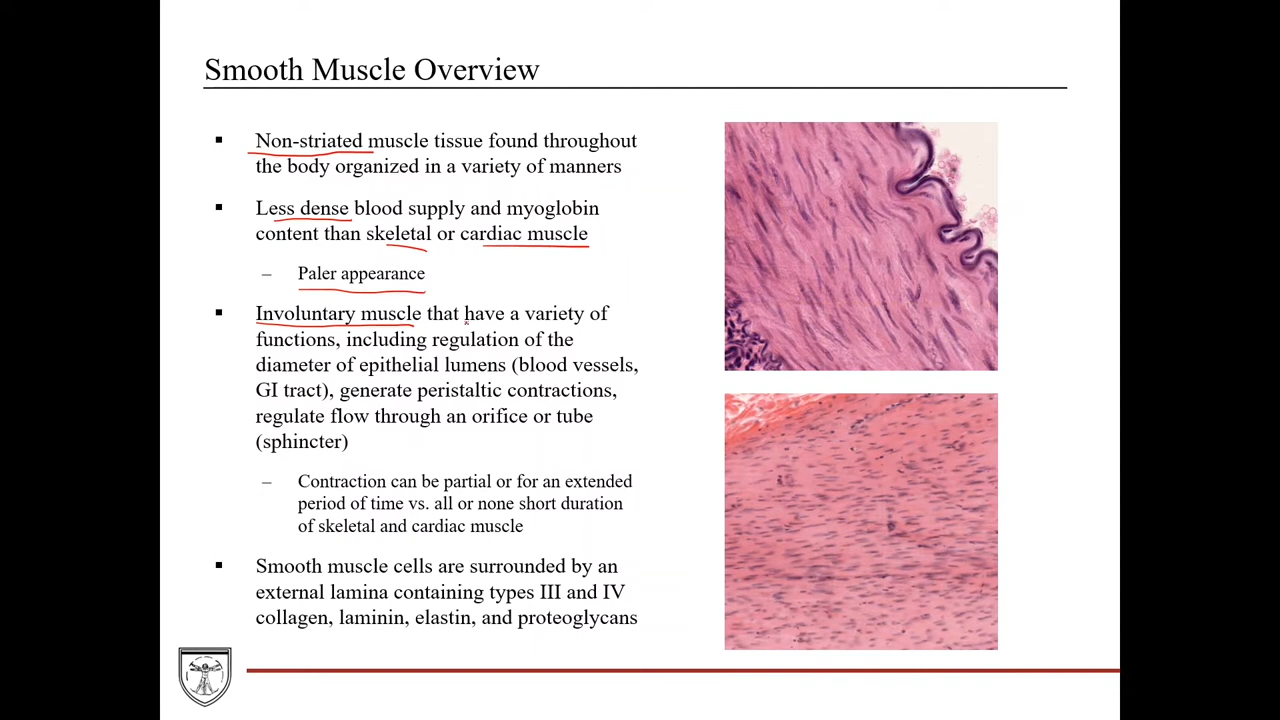 Smooth Muscle Overview
Non-striated muscle tissue found throughout
the body organized in a variety of manners
Less dense blood supply and myoglobin
content than skeletal or cardiac muscle
– Paler appearance
Involuntary muscle that have a variety of
functions, including regulation of the
diameter of epithelial lumens (blood vessels,
GI tract), generate peristaltic contractions,
regulate flow through an orifice or tube
(sphincter)
– Contraction can be partial or for an extended
period of time vs. all or none short duration
of skeletal and cardiac muscle
Smooth muscle cells are surrounded by an
external lamina containing types III and IV
collagen, laminin, elastin, and proteoglycans